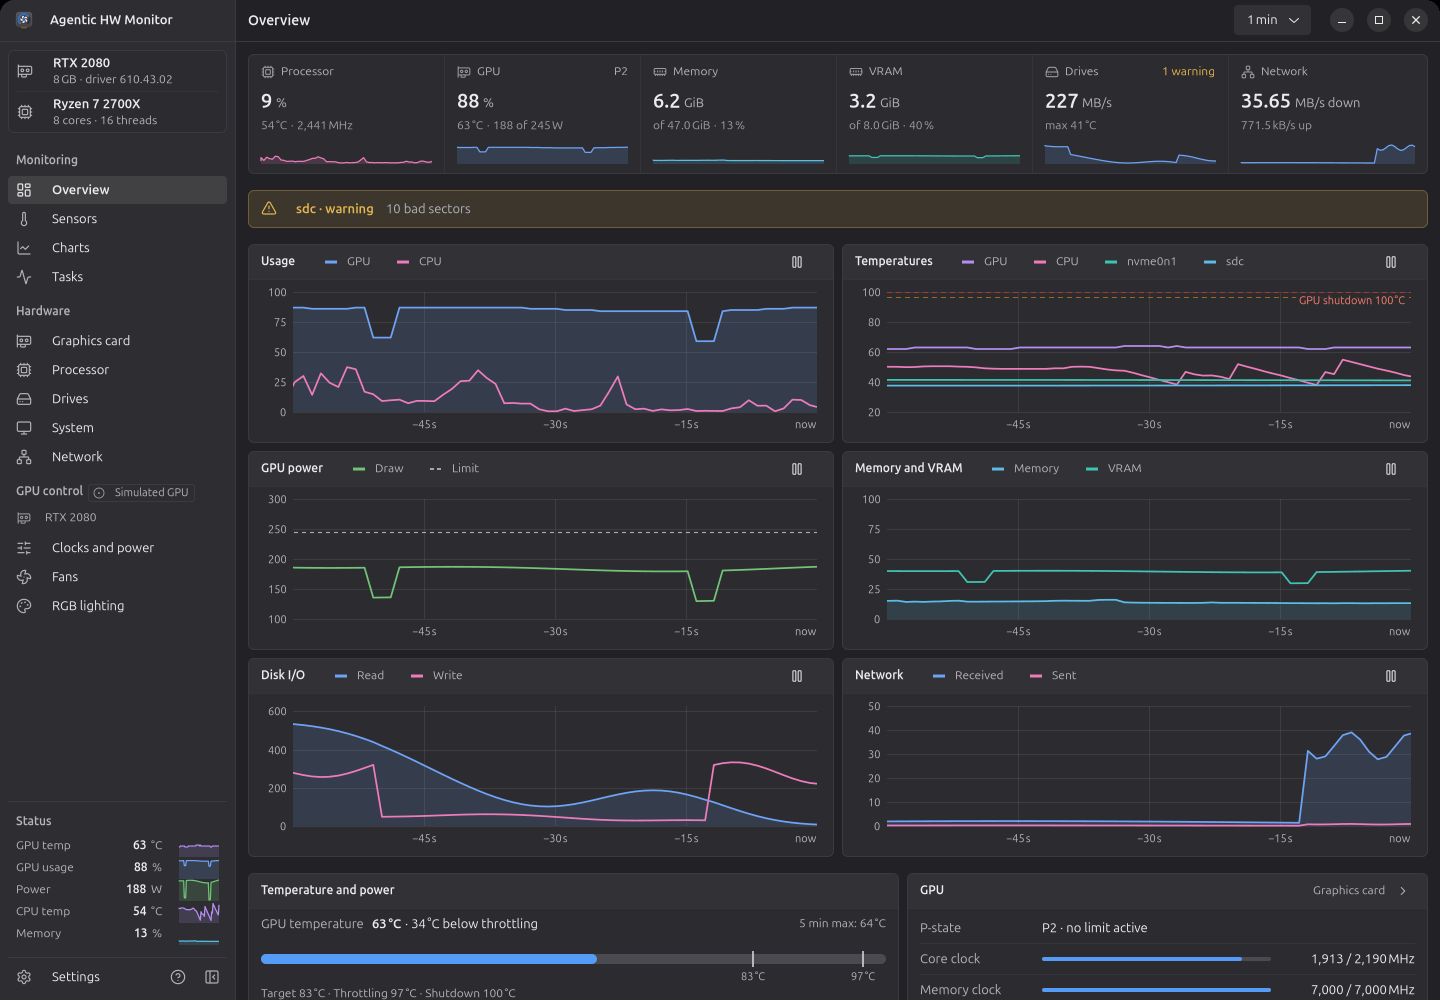 Agentic HW Monitor
Overview
1 min
RTX 2080
8 GB · driver 610.43.02
Ryzen 7 2700X
8 cores · 16 threads
Monitoring
Overview
Sensors
Charts
Tasks
Hardware
Graphics card
Processor
Drives
System
Network
GPU control
Simulated GPU
RTX 2080
Clocks and power
Fans
RGB lighting
Status
GPU temp 63 °C
GPU usage 88 %
Power 188 W
CPU temp 54 °C
Memory 13 %
Settings
Processor
9 %
54 °C · 2,441 MHz
GPU P2
88 %
63 °C · 188 of 245 W
Memory
6.2 GiB
of 47.0 GiB · 13 %
VRAM
3.2 GiB
of 8.0 GiB · 40 %
Drives 1 warning
227 MB/s
max 41 °C
Network
35.65 MB/s down
771.5 kB/s up
sdc · warning 10 bad sectors
Usage GPU CPU
100
75
50
25
0
−45s −30s −15s now
Temperatures GPU CPU nvme0n1 sdc
GPU shutdown 100 °C
100
80
60
40
20
−45s −30s −15s now
GPU power Draw Limit
300
250
200
150
100
−45s −30s −15s now
Memory and VRAM Memory VRAM
100
75
50
25
0
−45s −30s −15s now
Disk I/O Read Write
600
400
200
0
−45s −30s −15s now
Network Received Sent
50
40
30
20
10
0
−45s −30s −15s now
Temperature and power
GPU temperature 63 °C · 34 °C below throttling 5 min max: 64 °C
83 °C 97 °C
Target 83 °C · Throttling 97 °C · Shutdown 100 °C
GPU Graphics card
P-state P2 · no limit active
Core clock 1,913 / 2,190 MHz
Memory clock 7,000 / 7,000 MHz